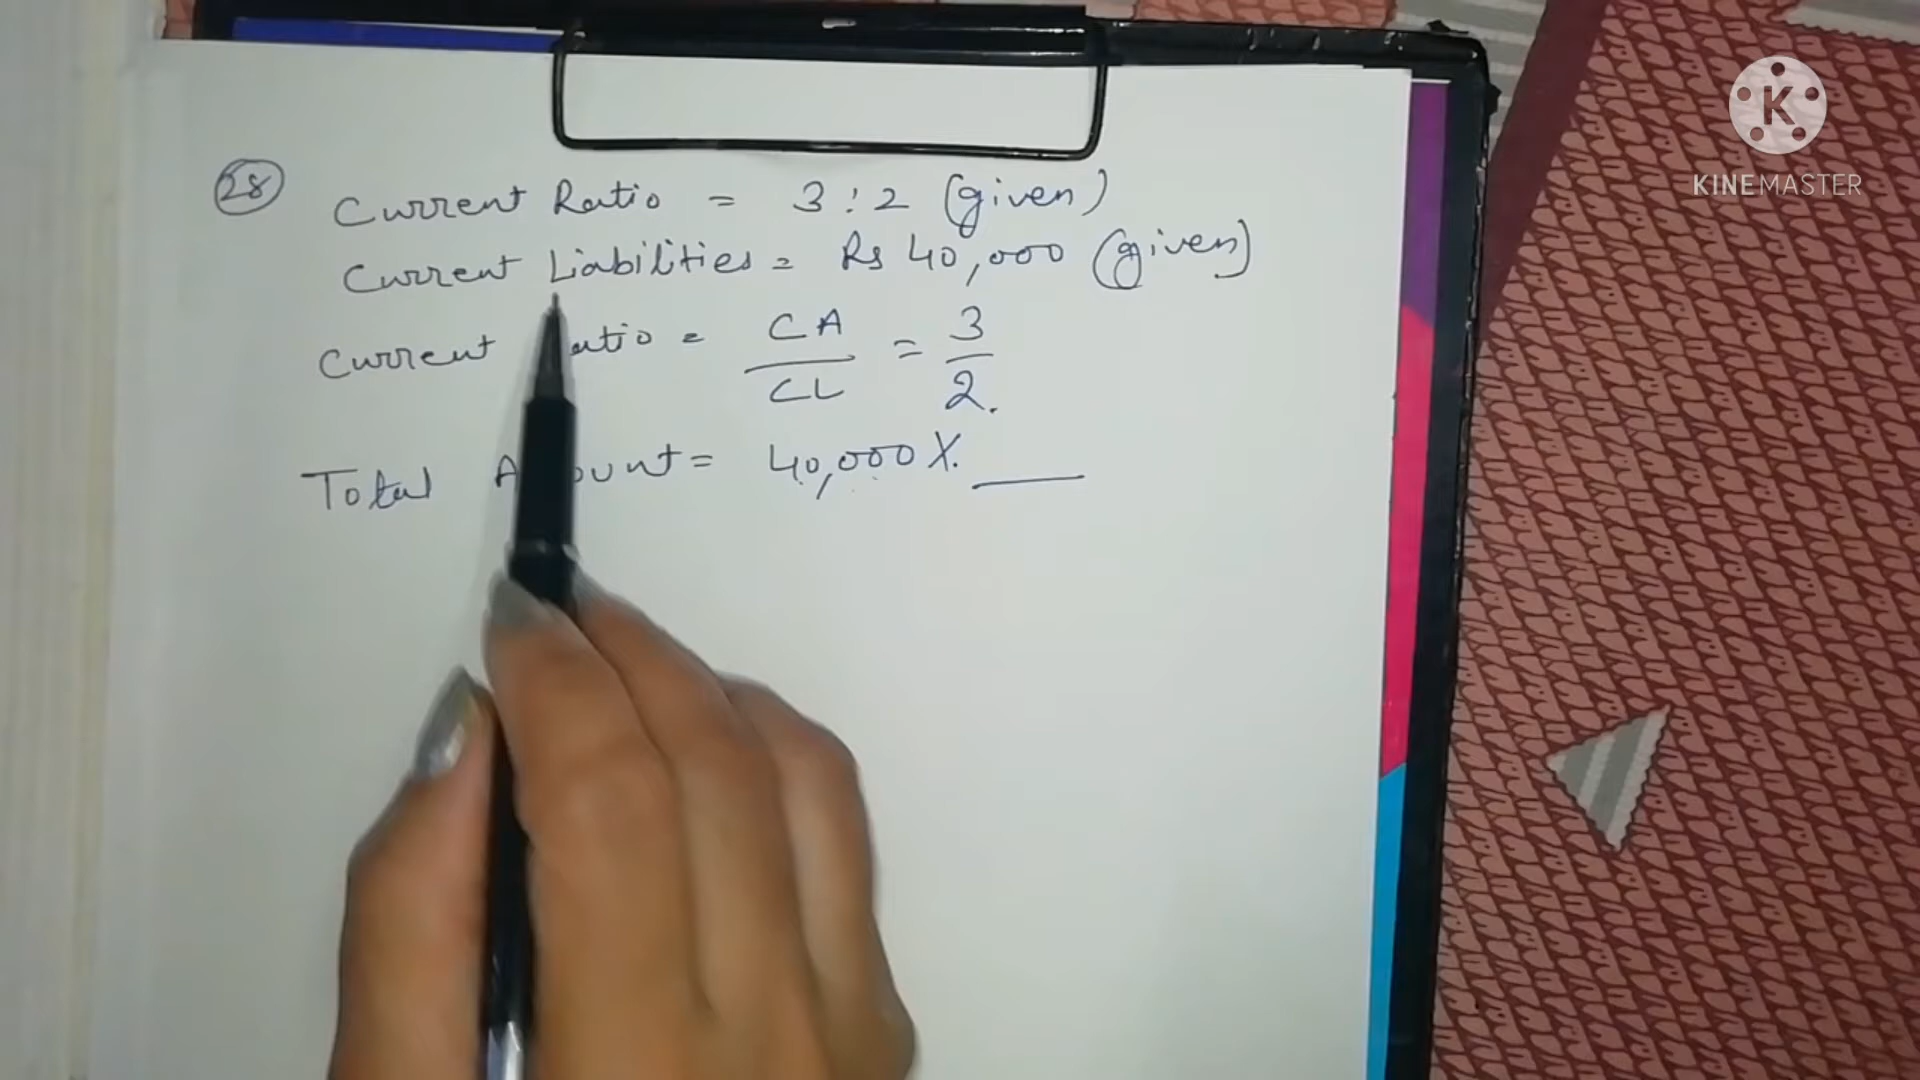 28 Current Ratio = 3:2 (given)
Current Liabilities = Rs 40,000 (given)
Current = CA/CL = 3/2.
Total = 40,000 X. ___
K
KINEMASTER